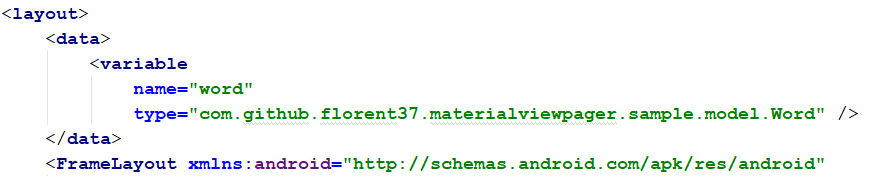 <layout>
    <data>
        <variable
            name="word"
            type="com.github.florent37.materialviewpager.sample.model.Word" />
    </data>
    <FrameLayout xmlns:android="http://schemas.android.com/apk/res/android"